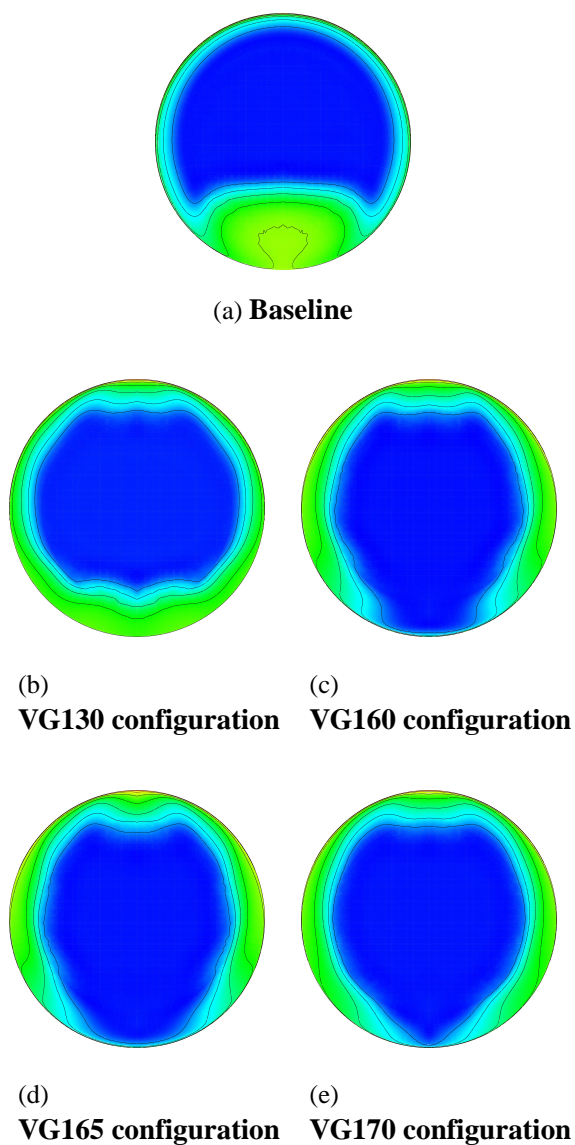 (a) Baseline
(b)
VG130 configuration
(c)
VG160 configuration
(d)
VG165 configuration
(e)
VG170 configuration